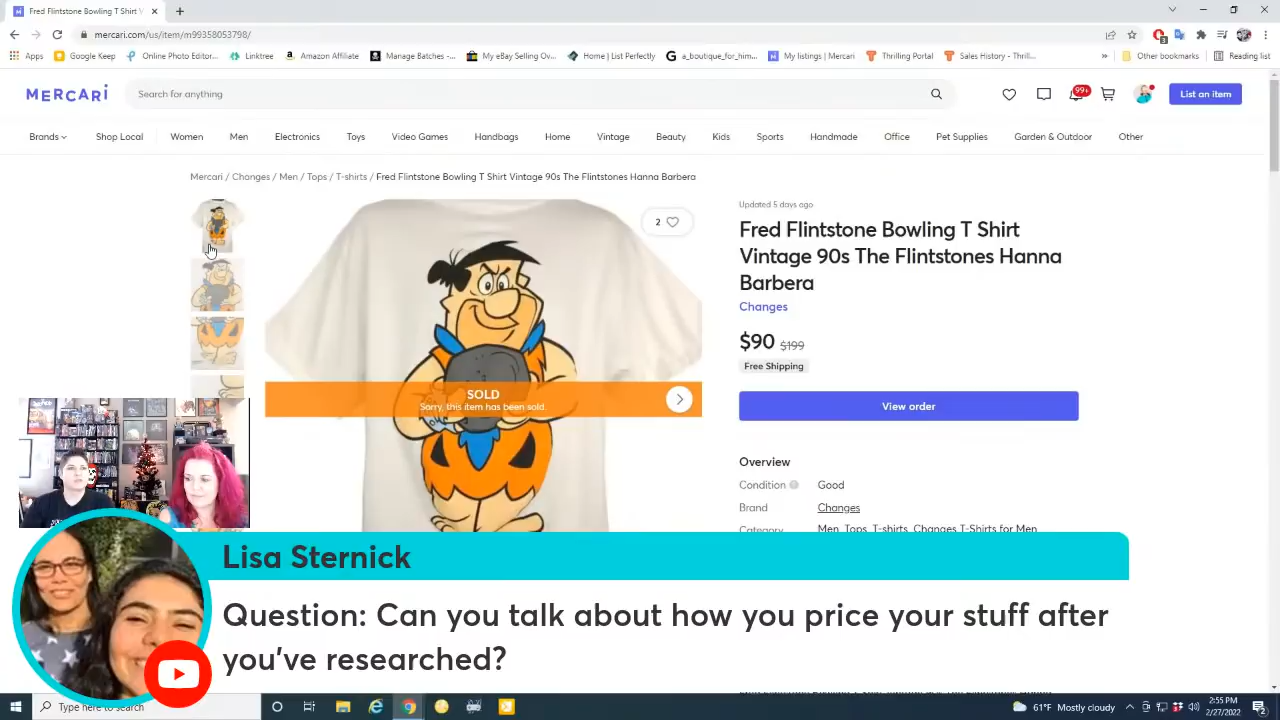 Fred Flintstone Bowling T Shirt V
mercari.com/us/item/m99358053798/
Apps
Google Keep
Online Photo Editor...
Linktree
Amazon Affiliate
Manage Batches -...
My eBay Selling Ov...
Home | List Perfectly
a_boutique_for_him...
My listings | Mercari
Thrilling Portal
Sales History - Thrill...
Other bookmarks
Reading list
MERCARI
Search for anything
99+
List an item
Brands
Shop Local
Women
Men
Electronics
Toys
Video Games
Handbags
Home
Vintage
Beauty
Kids
Sports
Handmade
Office
Pet Supplies
Garden & Outdoor
Other
Mercari / Changes / Men / Tops / T-shirts / Fred Flintstone Bowling T Shirt Vintage 90s The Flintstones Hanna Barbera
2
SOLD
Sorry, this item has been sold
Updated 5 days ago
Fred Flintstone Bowling T Shirt
Vintage 90s The Flintstones Hanna
Barbera
Changes
$90 $199
Free Shipping
View order
Overview
Condition Good
Brand Changes
Category Men, Tops, T-shirts, Changes T-Shirts for Men
Lisa Sternick
Question: Can you talk about how you price your stuff after
you've researched?
Type here to search
61°F Mostly cloudy
2:55 PM
2/27/2022
2